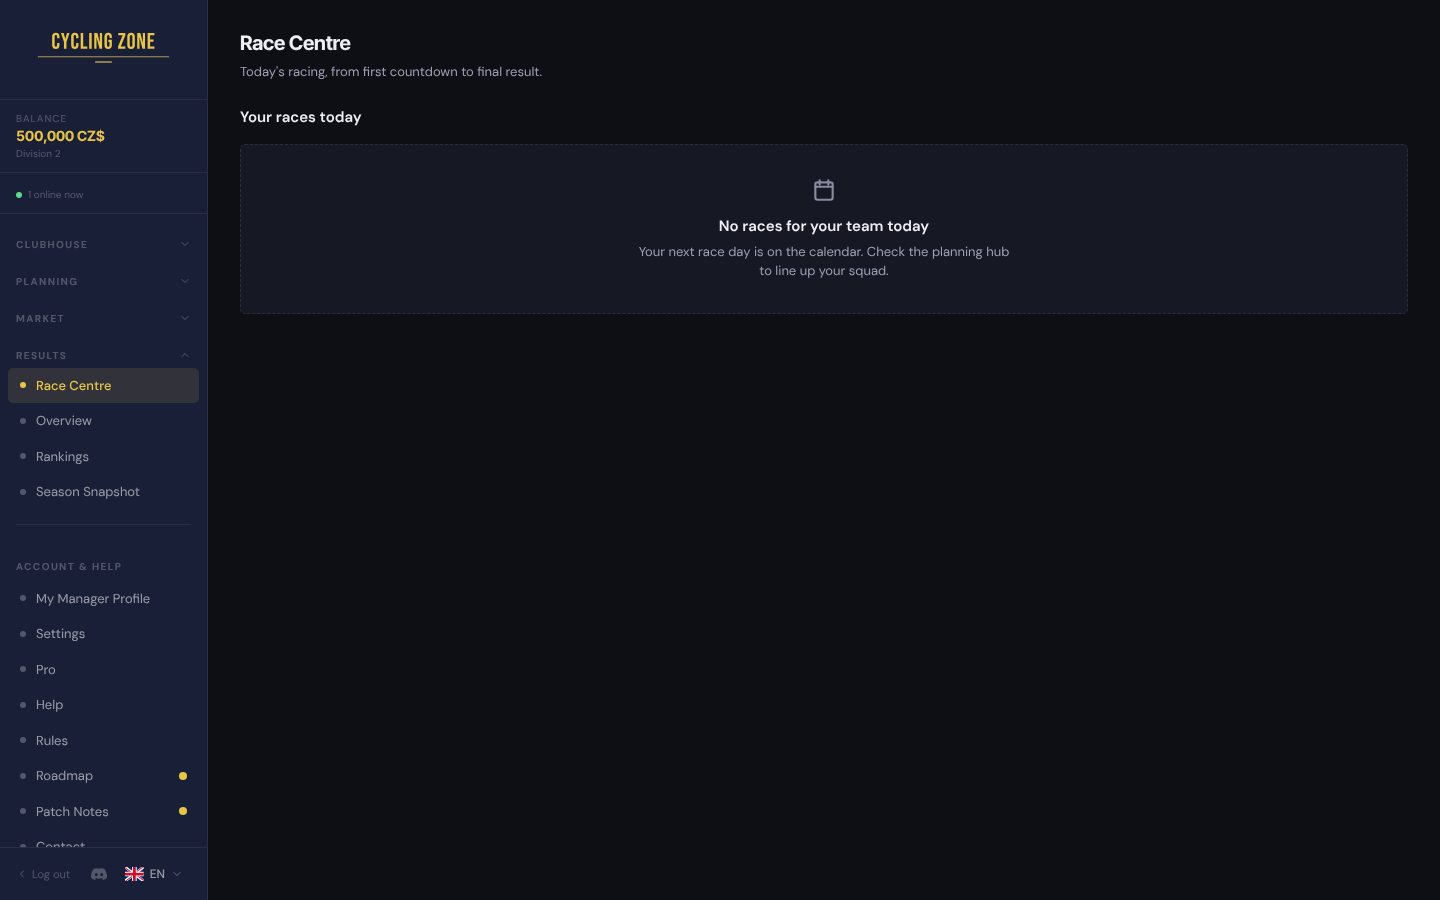 CYCLING ZONE
BALANCE
500,000 CZ$
Division 2
1 online now
CLUBHOUSE
PLANNING
MARKET
RESULTS
Race Centre
Overview
Rankings
Season Snapshot
ACCOUNT & HELP
My Manager Profile
Settings
Pro
Help
Rules
Roadmap
Patch Notes
Contact
Log out
EN
Race Centre
Today's racing, from first countdown to final result.
Your races today
No races for your team today
Your next race day is on the calendar. Check the planning hub
to line up your squad.